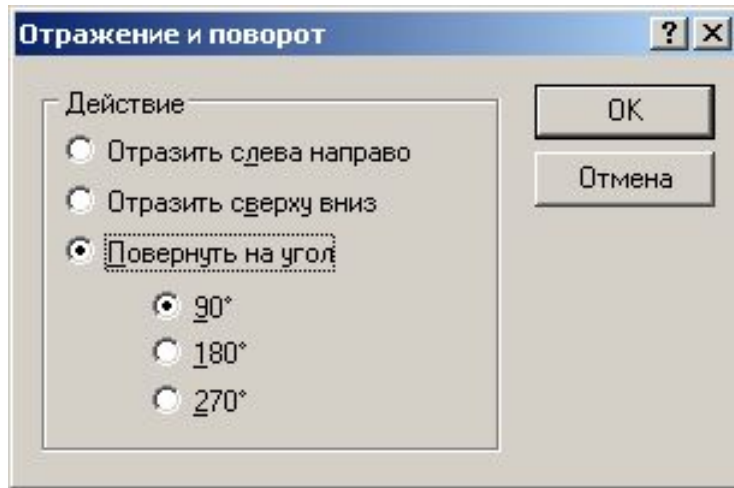 Отражение и поворот
Действие
Отразить слева направо
Отразить сверху вниз
Повернуть на угол
90°
180°
270°
OK
Отмена